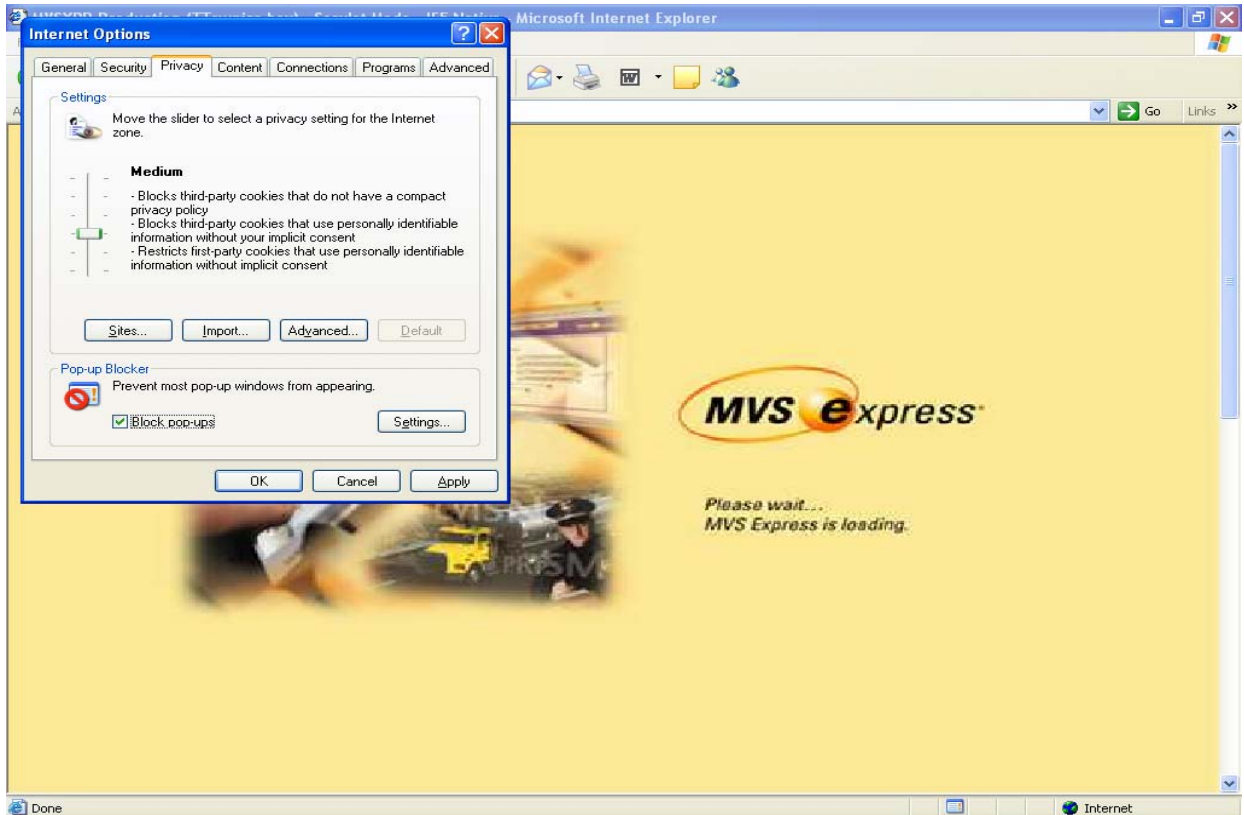 Microsoft Internet Explorer
Internet Options
General Security Privacy Content Connections Programs Advanced
Settings
Move the slider to select a privacy setting for the Internet
zone.
Medium
- Blocks third-party cookies that do not have a compact
privacy policy
- Blocks third-party cookies that use personally identifiable
information without your implicit consent
- Restricts first-party cookies that use personally identifiable
information without implicit consent
Sites... Import... Advanced... Default
Pop-up Blocker
Prevent most pop-up windows from appearing.
Block pop-ups
Settings...
OK Cancel Apply
Go Links »
MVS express
Please wait...
MVS Express is loading.
PRISM
Done
Internet